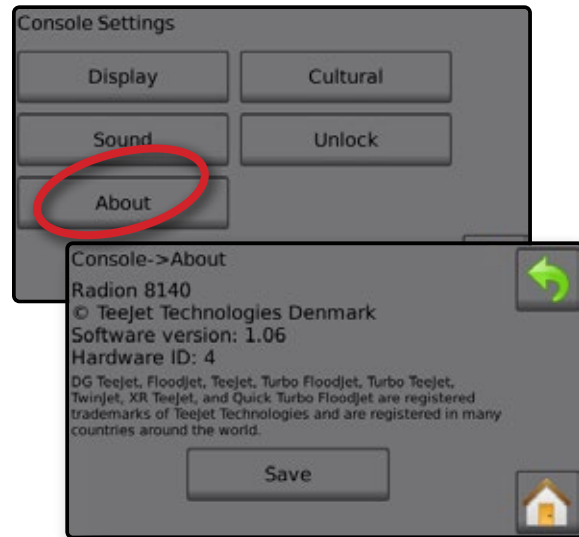 Console Settings
Display
Cultural
Sound
Unlock
About
Console->About
Radion 8140
© TeeJet Technologies Denmark
Software version: 1.06
Hardware ID: 4
DG TeeJet, FloodJet, TeeJet, Turbo FloodJet, Turbo TeeJet,
TwinJet, XR TeeJet, and Quick Turbo FloodJet are registered
trademarks of TeeJet Technologies and are registered in many
countries around the world.
Save